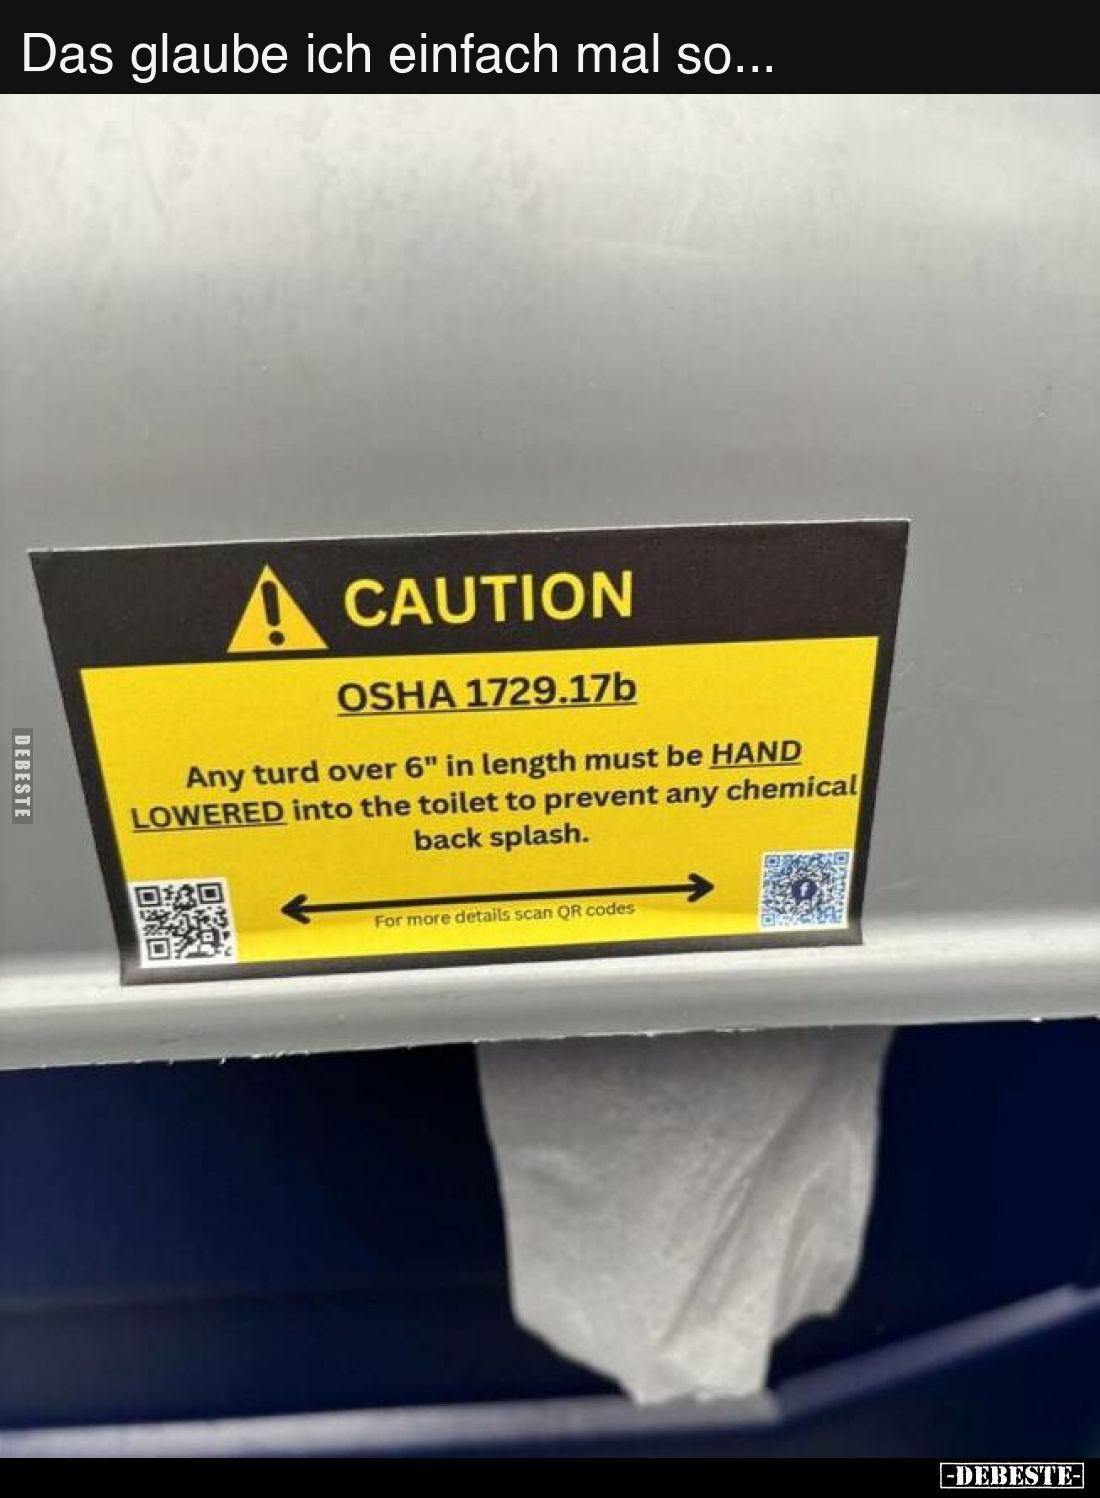 Das glaube ich einfach mal so...
CAUTION
OSHA 1729.17b
Any turd over 6" in length must be HAND
LOWERED into the toilet to prevent any chemical
back splash.
For more details scan QR codes
DEBESTE
-DEBESTE-